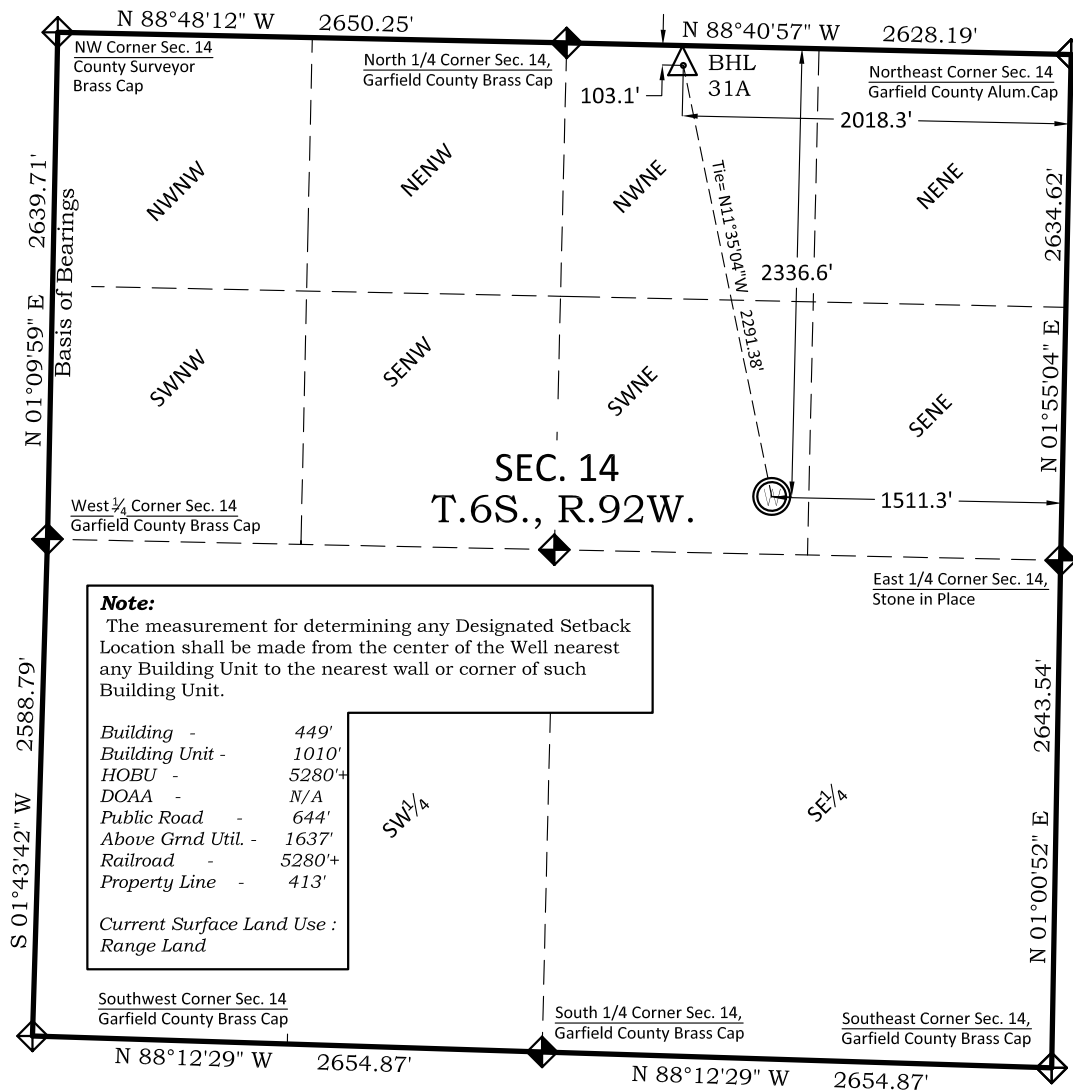 N 88°48'12" W 2650.25'
N 88°40'57" W 2628.19'
NW Corner Sec. 14
County Surveyor
Brass Cap
North 1/4 Corner Sec. 14,
Garfield County Brass Cap
BHL
31A
103.1'
Northeast Corner Sec. 14
Garfield County Alum.Cap
2018.3'
N 01°09'59" E 2639.71'
Basis of Bearings
NWNW
NENW
NWNE
NENE
Tie= N11°35'04"W 2291.38'
2336.6'
N 01°55'04" E 2634.62'
SWNW
SENW
SWNE
SENE
SEC. 14
T.6S., R.92W.
1511.3'
West 1/4 Corner Sec. 14
Garfield County Brass Cap
East 1/4 Corner Sec. 14,
Stone in Place
Note:
The measurement for determining any Designated Setback
Location shall be made from the center of the Well nearest
any Building Unit to the nearest wall or corner of such
Building Unit.
Building - 449'
Building Unit - 1010'
HOBU - 5280'+
DOAA - N/A
Public Road - 644'
Above Grnd Util. - 1637'
Railroad - 5280'+
Property Line - 413'
Current Surface Land Use :
Range Land
S 01°43'42" W 2588.79'
SW1/4
SE1/4
N 01°00'52" E 2643.54'
Southwest Corner Sec. 14
Garfield County Brass Cap
South 1/4 Corner Sec. 14,
Garfield County Brass Cap
Southeast Corner Sec. 14,
Garfield County Brass Cap
N 88°12'29" W 2654.87'
N 88°12'29" W 2654.87'